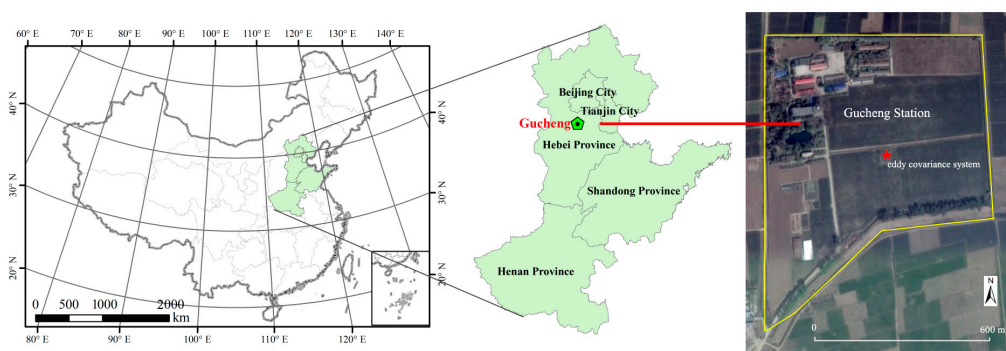 60° E 70° E 80° E 90° E 100° E 110° E 120° E 130° E 140° E
40° N
30° N
20° N
40° N
30° N
20° N
0 500 1000 2000
km
80° E 90° E 100° E 110° E 120° E
Beijing City
Tianjin City
Gucheng
Hebei Province
Shandong Province
Henan Province
Gucheng Station
eddy covariance system
N
0 600 m